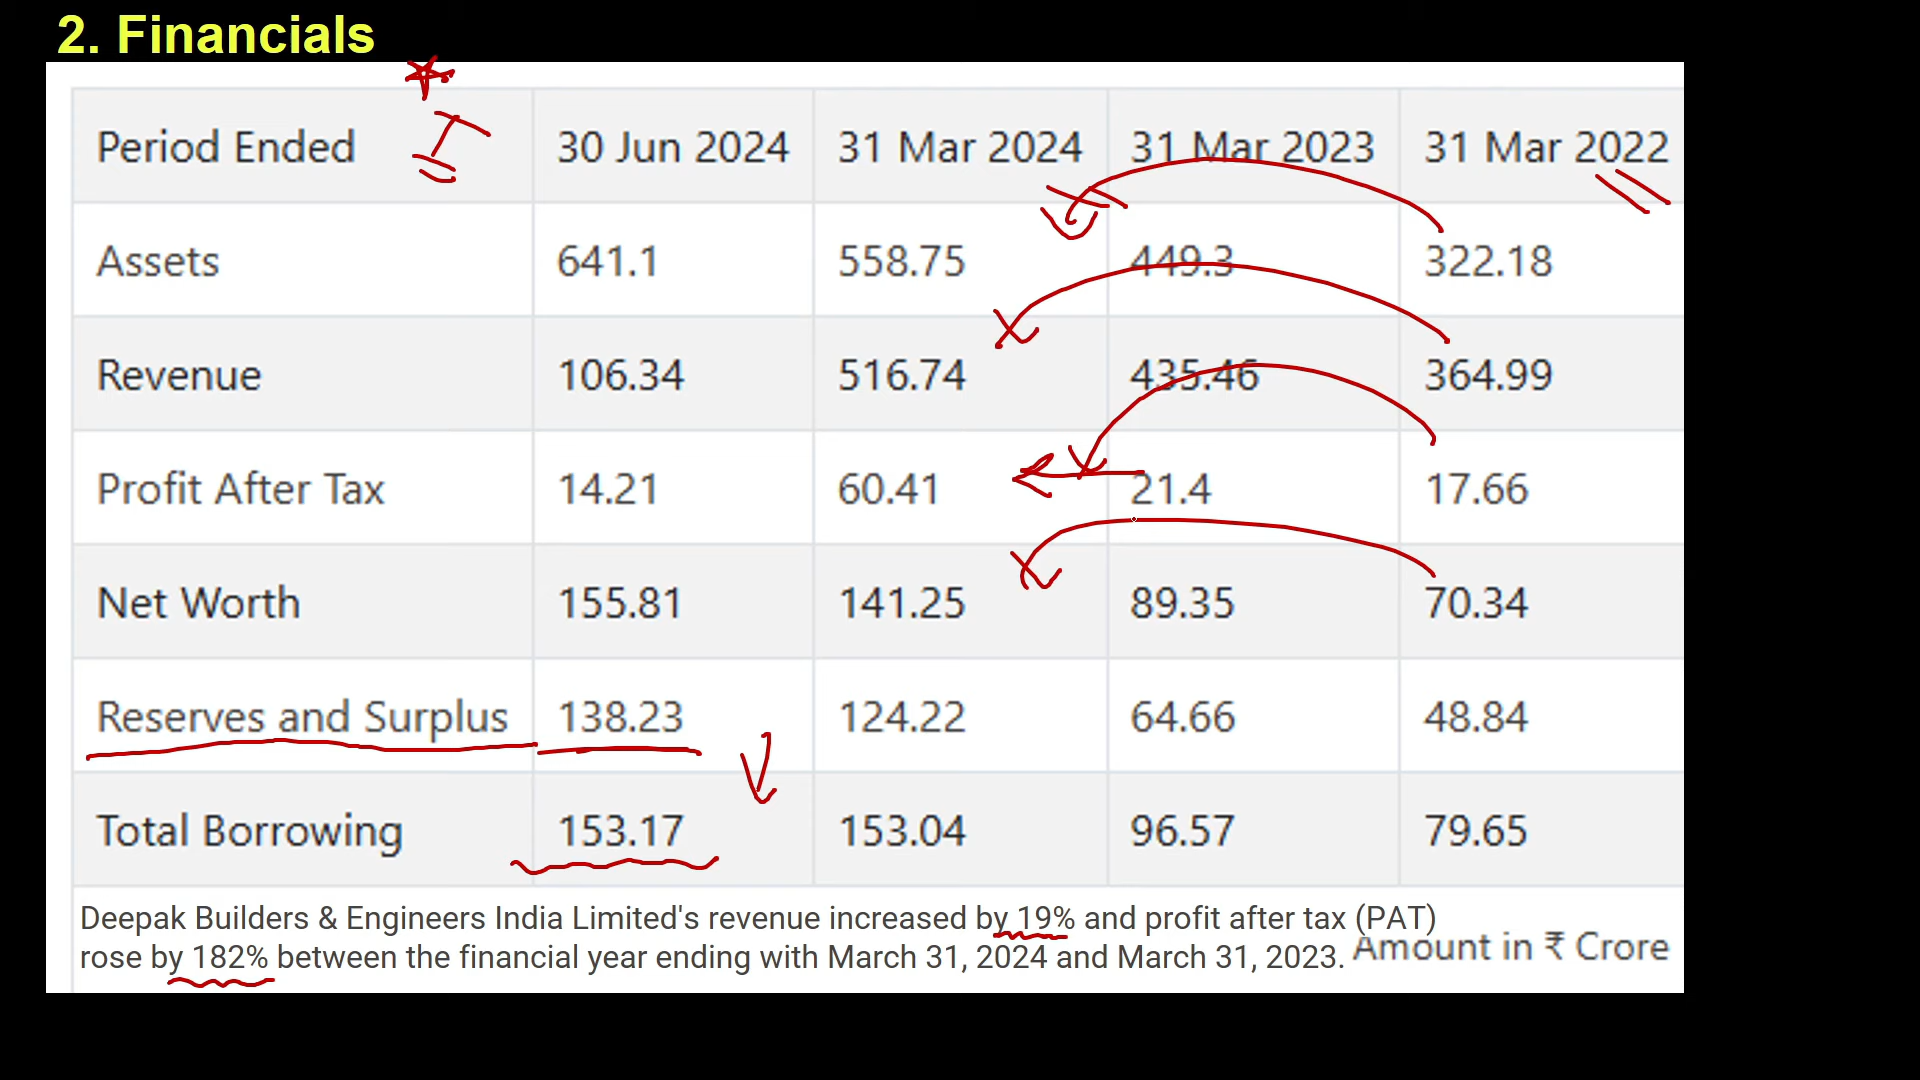 2. Financials
Period Ended 30 Jun 2024 31 Mar 2024 31 Mar 2023 31 Mar 2022
Assets 641.1 558.75 449.3 322.18
Revenue 106.34 516.74 435.46 364.99
Profit After Tax 14.21 60.41 21.4 17.66
Net Worth 155.81 141.25 89.35 70.34
Reserves and Surplus 138.23 124.22 64.66 48.84
Total Borrowing 153.17 153.04 96.57 79.65
Deepak Builders & Engineers India Limited's revenue increased by 19% and profit after tax (PAT)
rose by 182% between the financial year ending with March 31, 2024 and March 31, 2023.
Amount in ₹ Crore